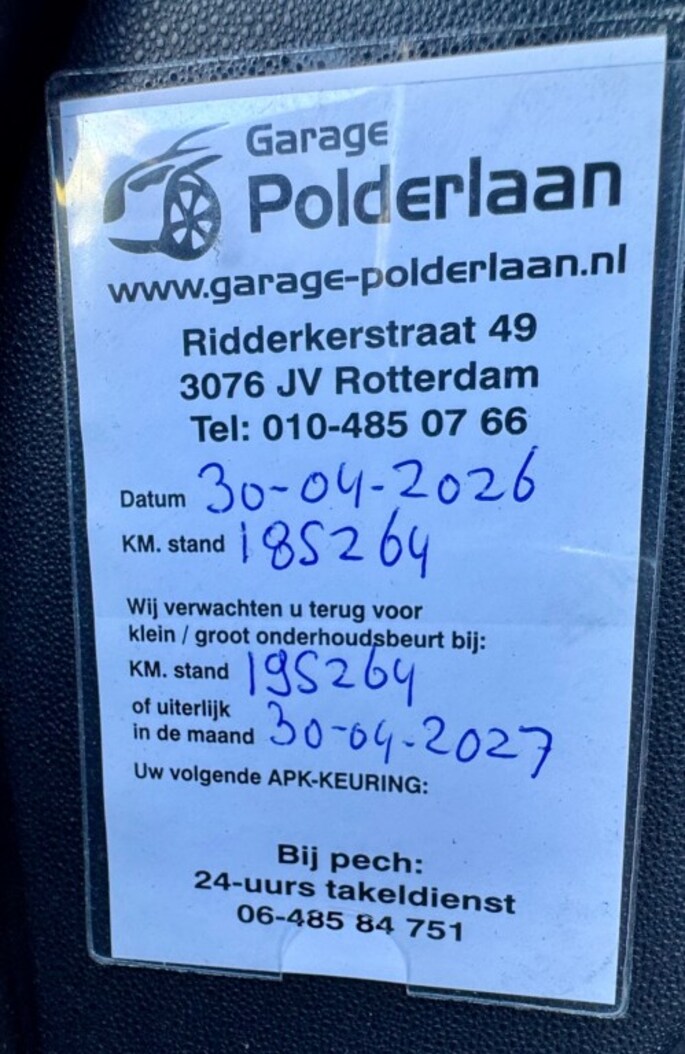 Garage
Polderlaan
www.garage-polderlaan.nl
Ridderkerstraat 49
3076 JV Rotterdam
Tel: 010-485 07 66
Datum 30-04-2026
KM. stand 185264
Wij verwachten u terug voor
klein / groot onderhoudsbeurt bij:
KM. stand 195264
of uiterlijk
in de maand 30-04-2027
Uw volgende APK-KEURING:
Bij pech:
24-uurs takeldienst
06-485 84 751